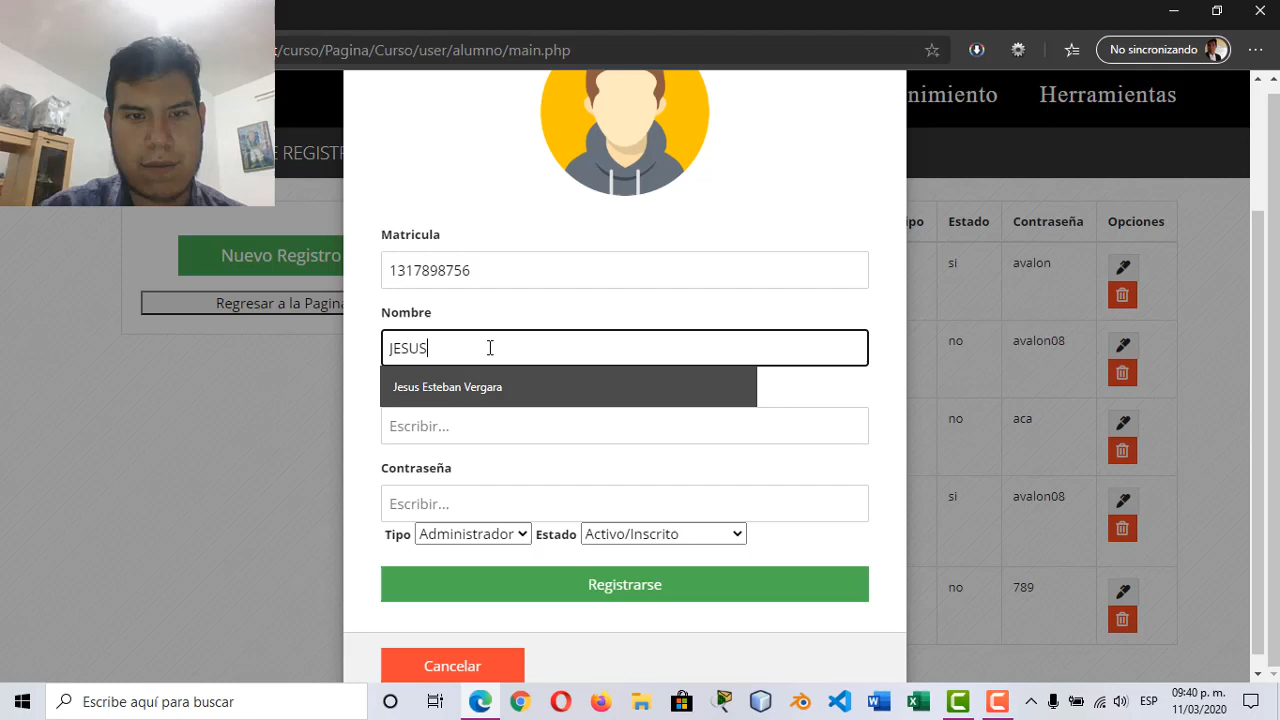 t/curso/Pagina/Curso/user/alumno/main.php
No sincronizando
nimiento Herramientas
E REGISTR
Nuevo Registro
Regresar a la Pagina
Matricula
1317898756
Nombre
JESUS
Jesus Esteban Vergara
Escribir...
Contraseña
Escribir...
Tipo Administrador Estado Activo/Inscrito
Registrarse
Cancelar
ipo Estado Contraseña Opciones
si avalon
no avalon08
no aca
si avalon08
no 789
Escribe aquí para buscar
ESP
09:40 p. m.
11/03/2020